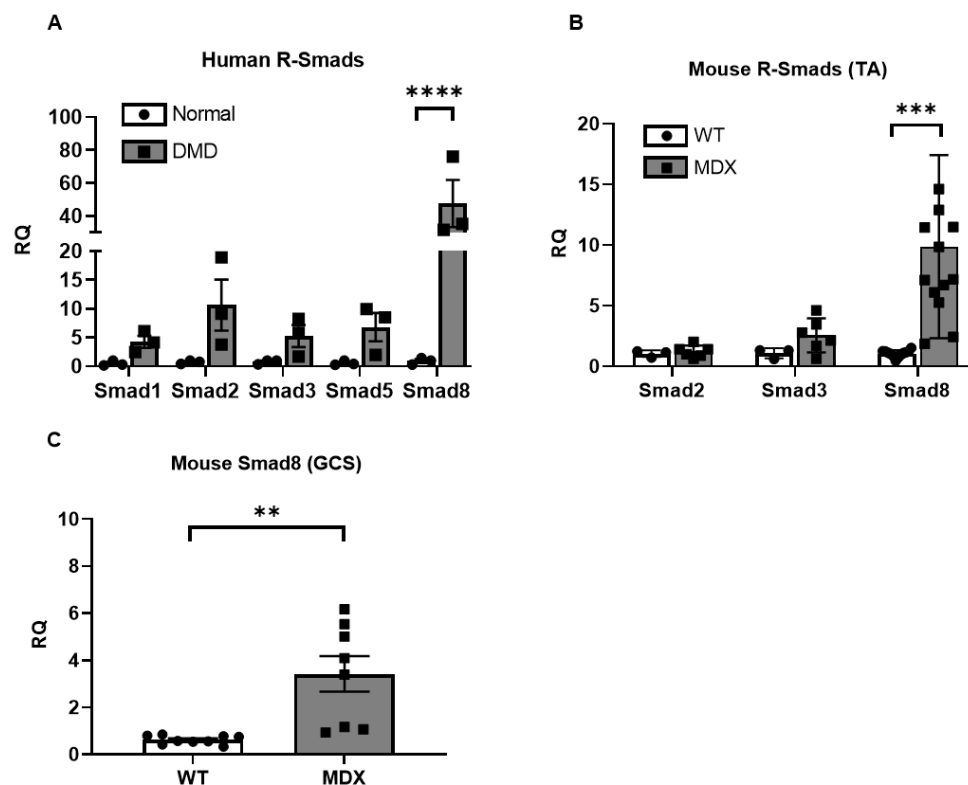 A
Human R-Smads
Normal
DMD
****
100
80
60
40
20
15
10
5
0
RQ
Smad1 Smad2 Smad3 Smad5 Smad8
B
Mouse R-Smads (TA)
WT
MDX
***
20
15
10
5
0
RQ
Smad2 Smad3 Smad8
C
Mouse Smad8 (GCS)
**
10
8
6
4
2
0
RQ
WT MDX